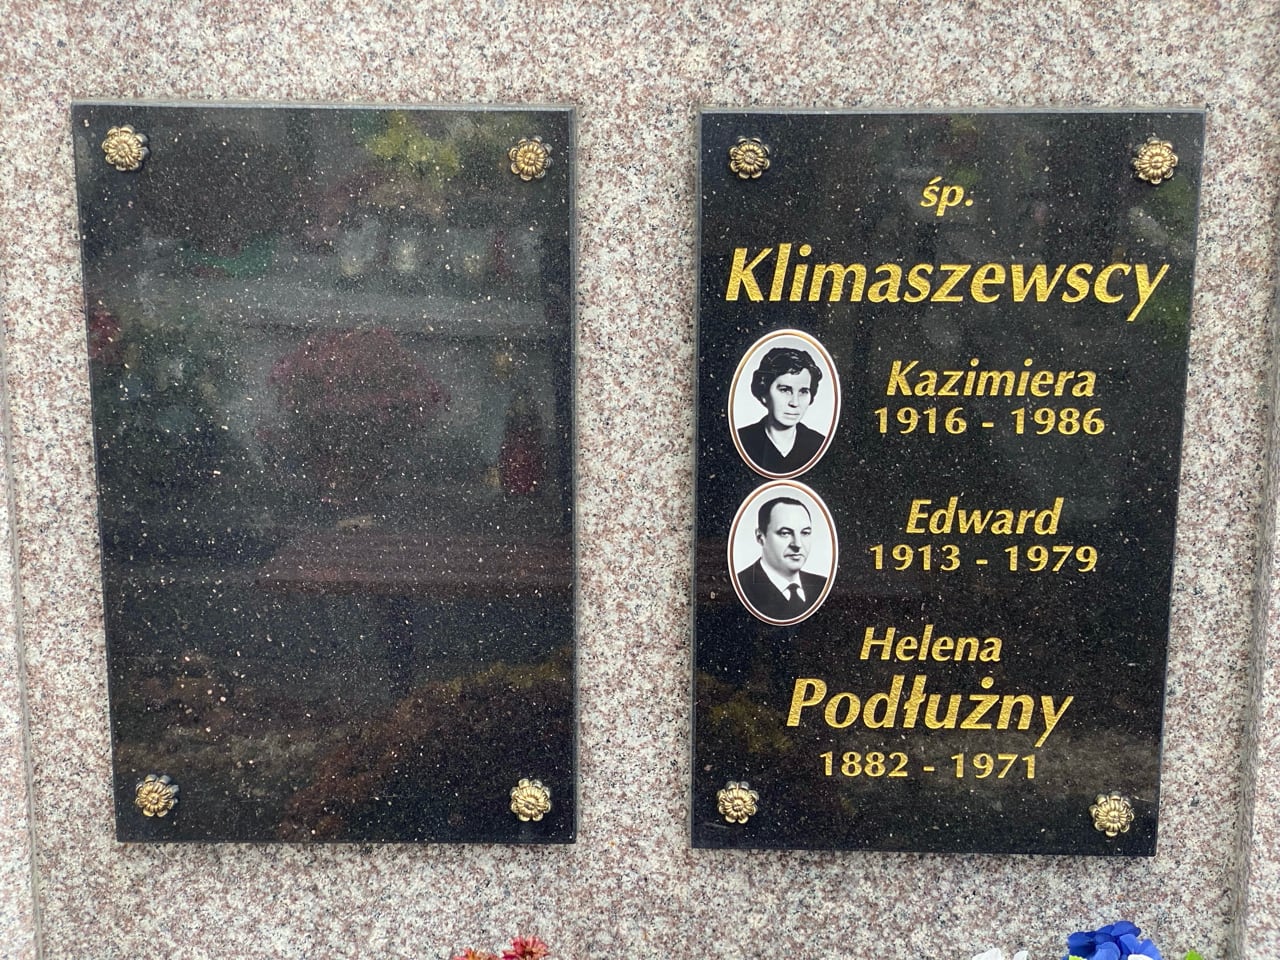 śp.
Klimaszewscy
Kazimiera
1916 - 1986
Edward
1913 - 1979
Helena
Podłużny
1882 - 1971